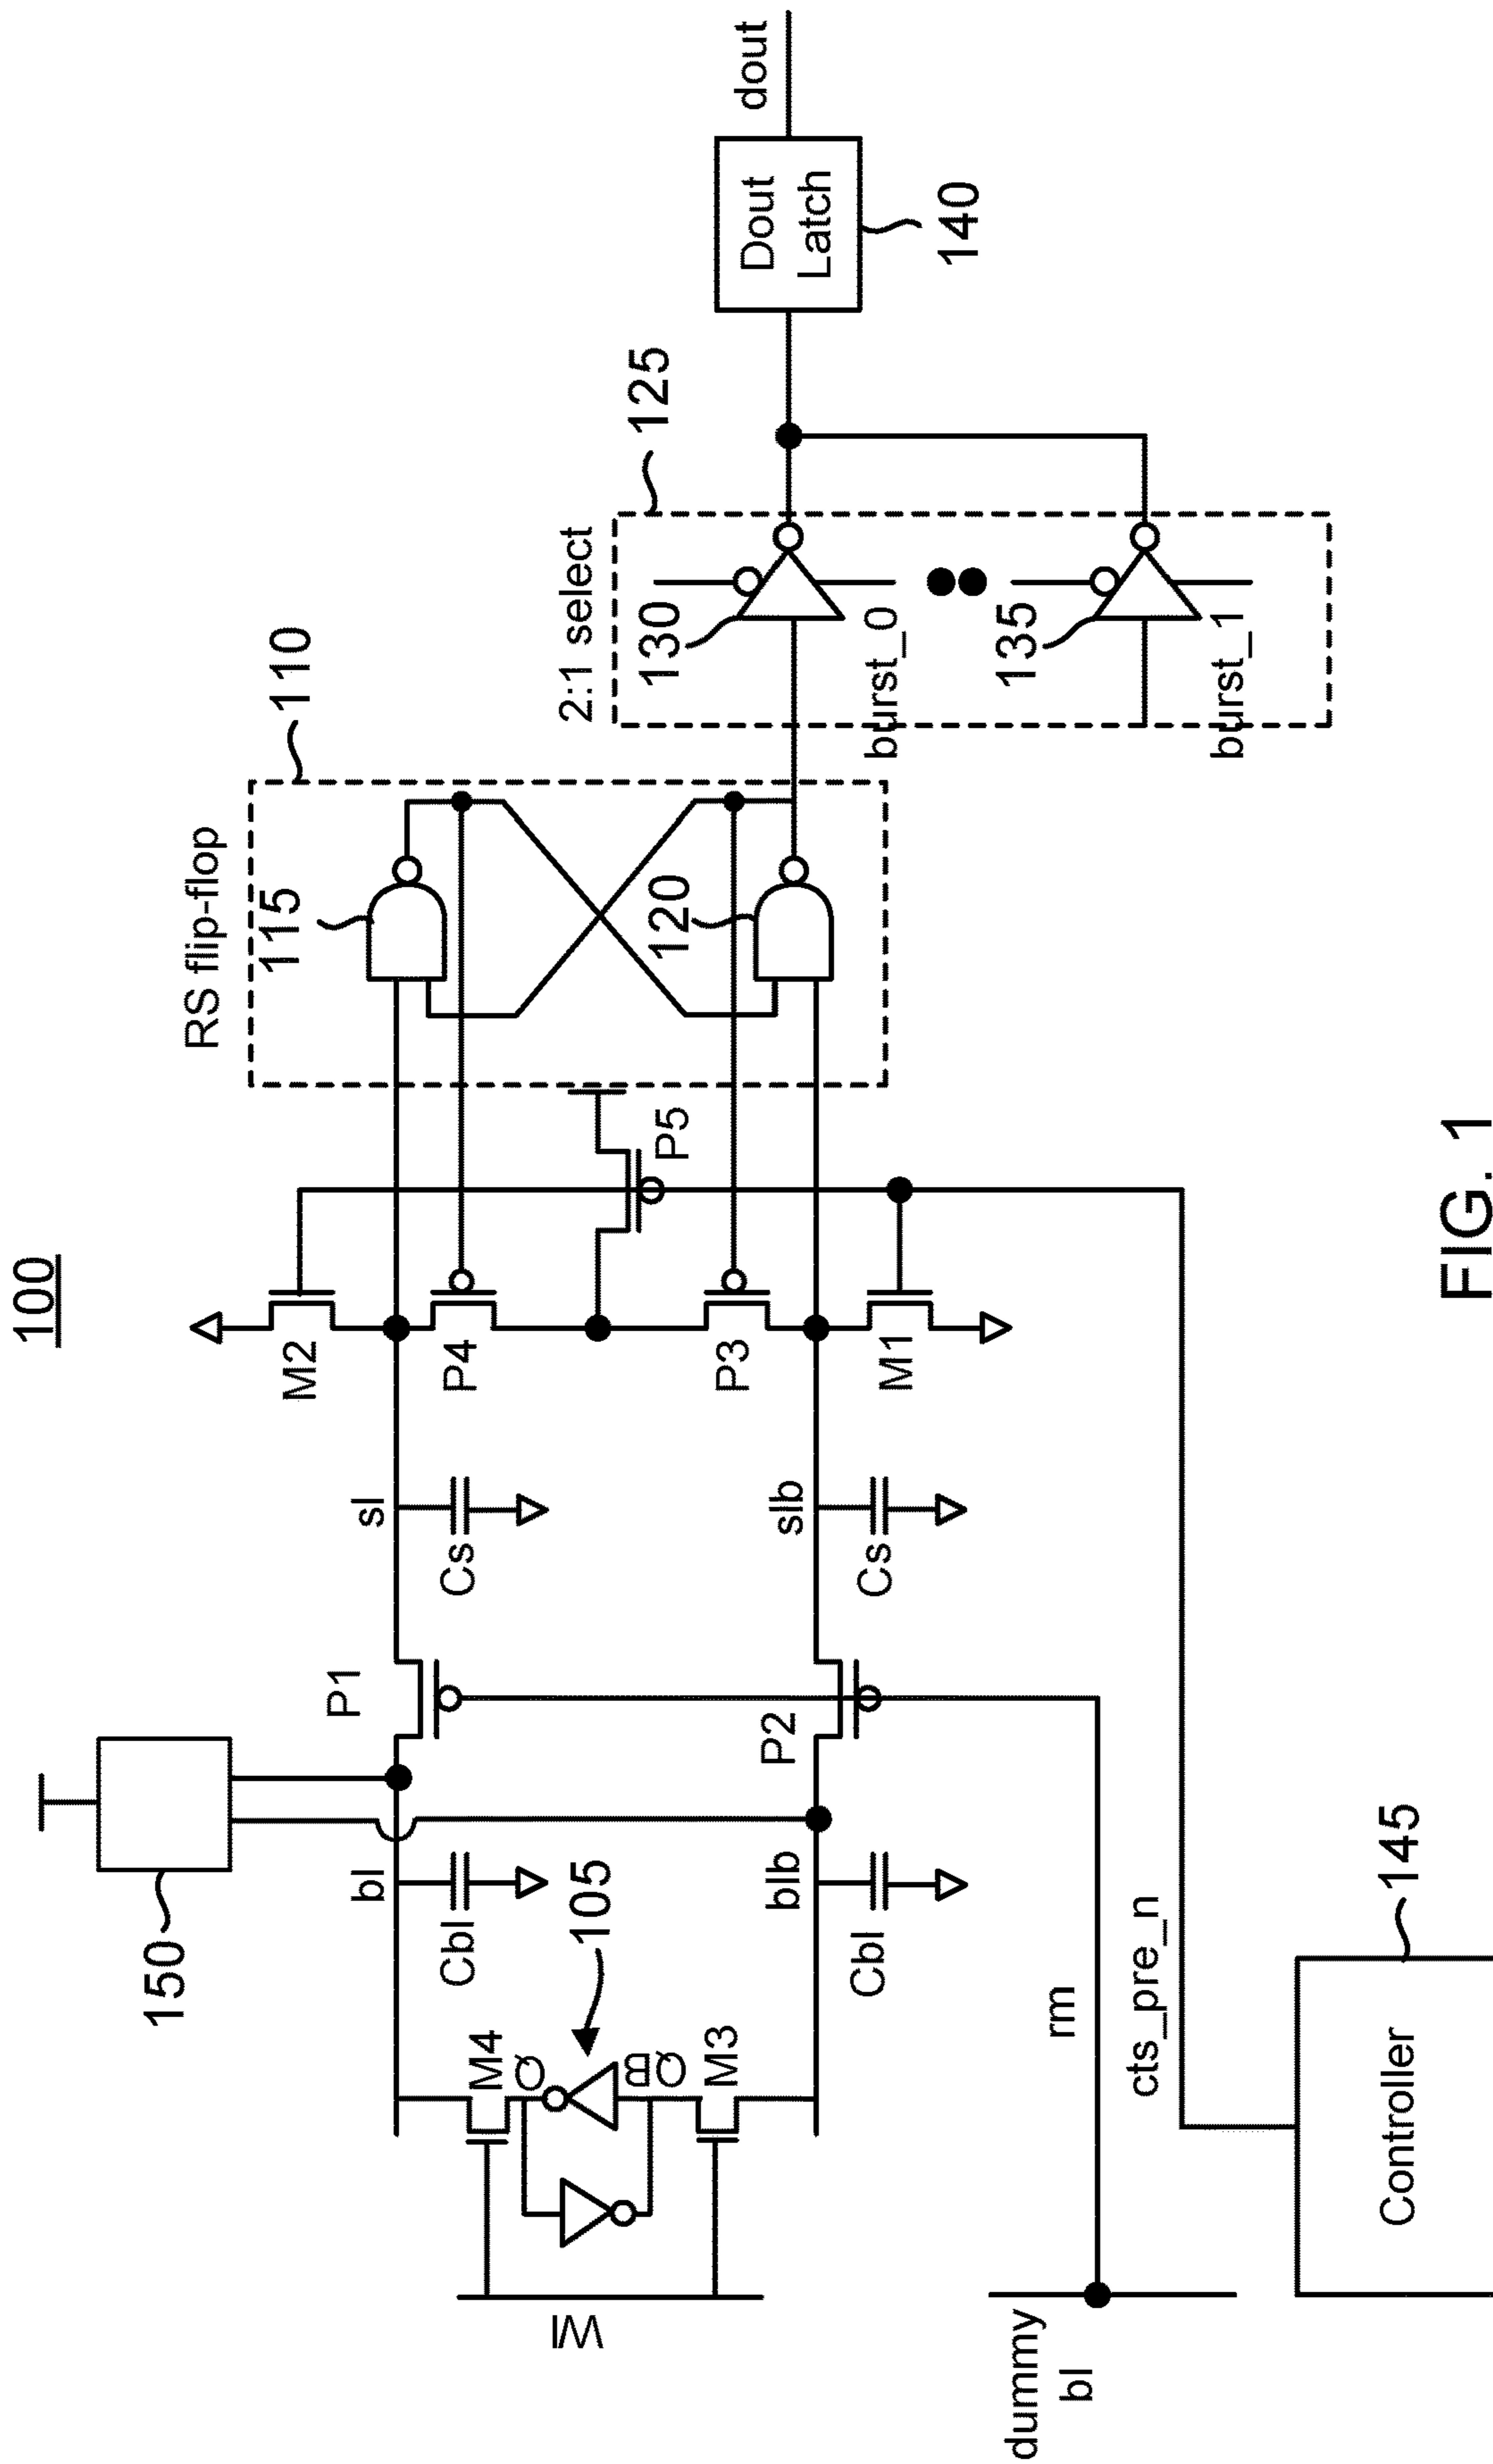 100
150
bl
Cbl
M4
Q
105
QB
M3
Wl
blb
Cbl
P1
P2
sl
Cs
slb
Cs
M2
P4
P5
P3
M1
RS flip-flop
110
115
120
2:1 select
125
130
burst_0
135
burst_1
Dout
Latch
140
dout
dummy
bl
rm
cts_pre_n
Controller
145
FIG. 1